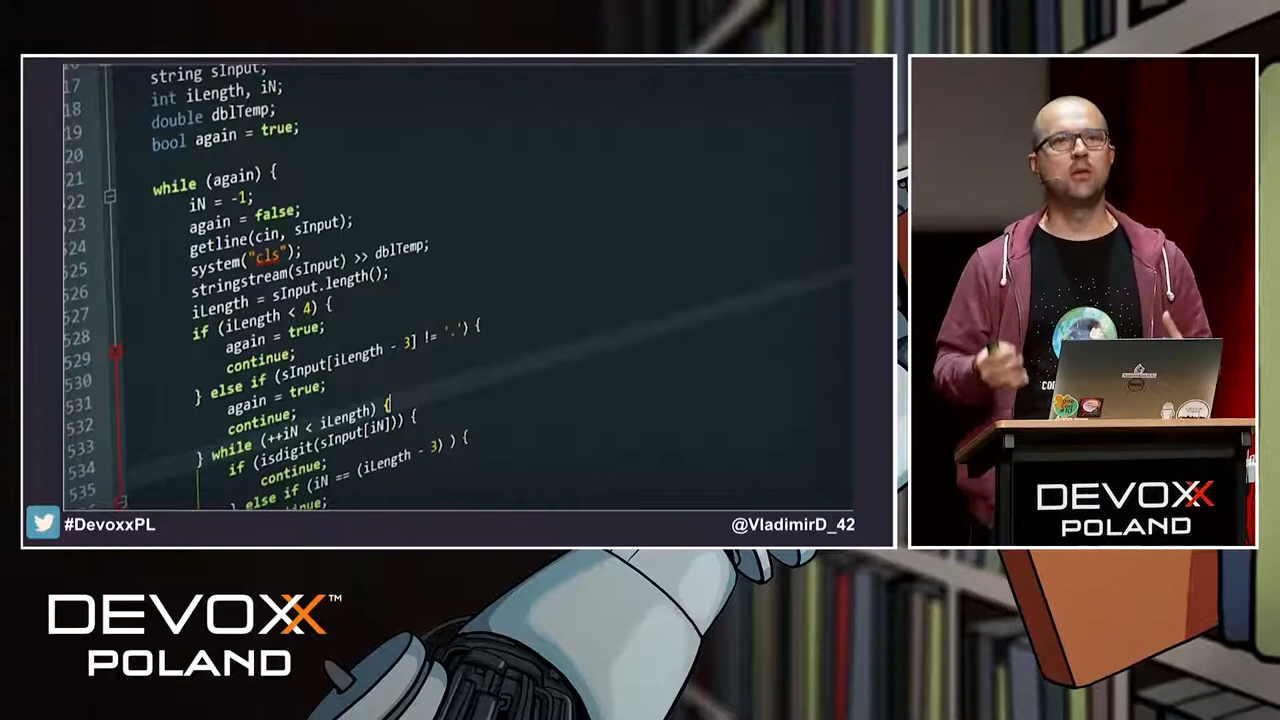 17 string sInput;
18 int iLength, iN;
19 double dblTemp;
20 bool again = true;
21
22 while (again) {
523 iN = -1;
524 again = false;
525 getline(cin, sInput);
526 system("cls");
527 stringstream(sInput) >> dblTemp;
528 iLength = sInput.length();
529 if (iLength < 4) {
530 again = true;
531 continue;
532 } else if (sInput[iLength - 3] != '.') {
533 again = true;
534 continue;
535 } while (++iN < iLength) {
if (isdigit(sInput[iN])) {
continue;
} else if (iN == (iLength - 3) ) {
continue;
#DevoxxPL
@VladimirD_42
DEVOXX
POLAND
DEVOXX™
POLAND